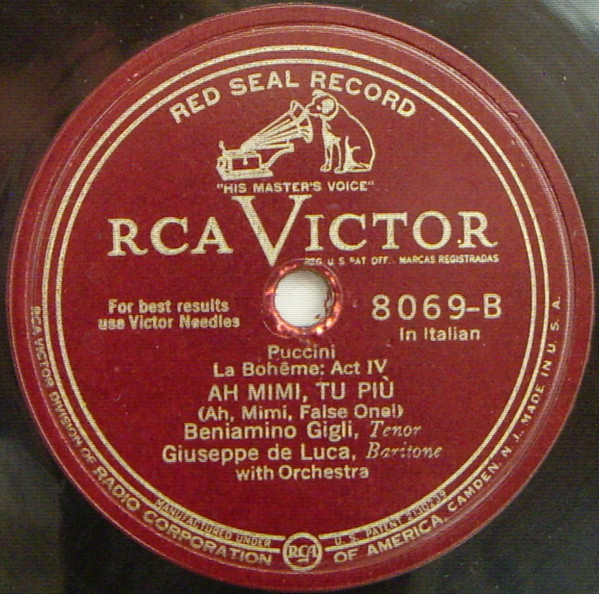 RED SEAL RECORD
"HIS MASTER'S VOICE"
RCA VICTOR
REG. U.S. PAT. OFF. MARCAS REGISTRADAS
For best results
use Victor Needles
8069-B
In Italian
Puccini
La Bohême: Act IV
AH MIMI, TU PIÙ
(Ah, Mimi, False One!)
Beniamino Gigli, Tenor
Giuseppe de Luca, Baritone
with Orchestra
MANUFACTURED UNDER
U.S. PATENT
RCA
RCA VICTOR DIVISION OF RADIO CORPORATION OF AMERICA, CAMDEN, N. J. MADE IN U. S. A.